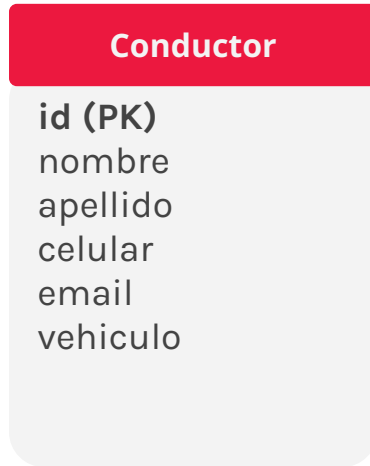 Conductor
id (PK)
nombre
apellido
celular
email
vehiculo